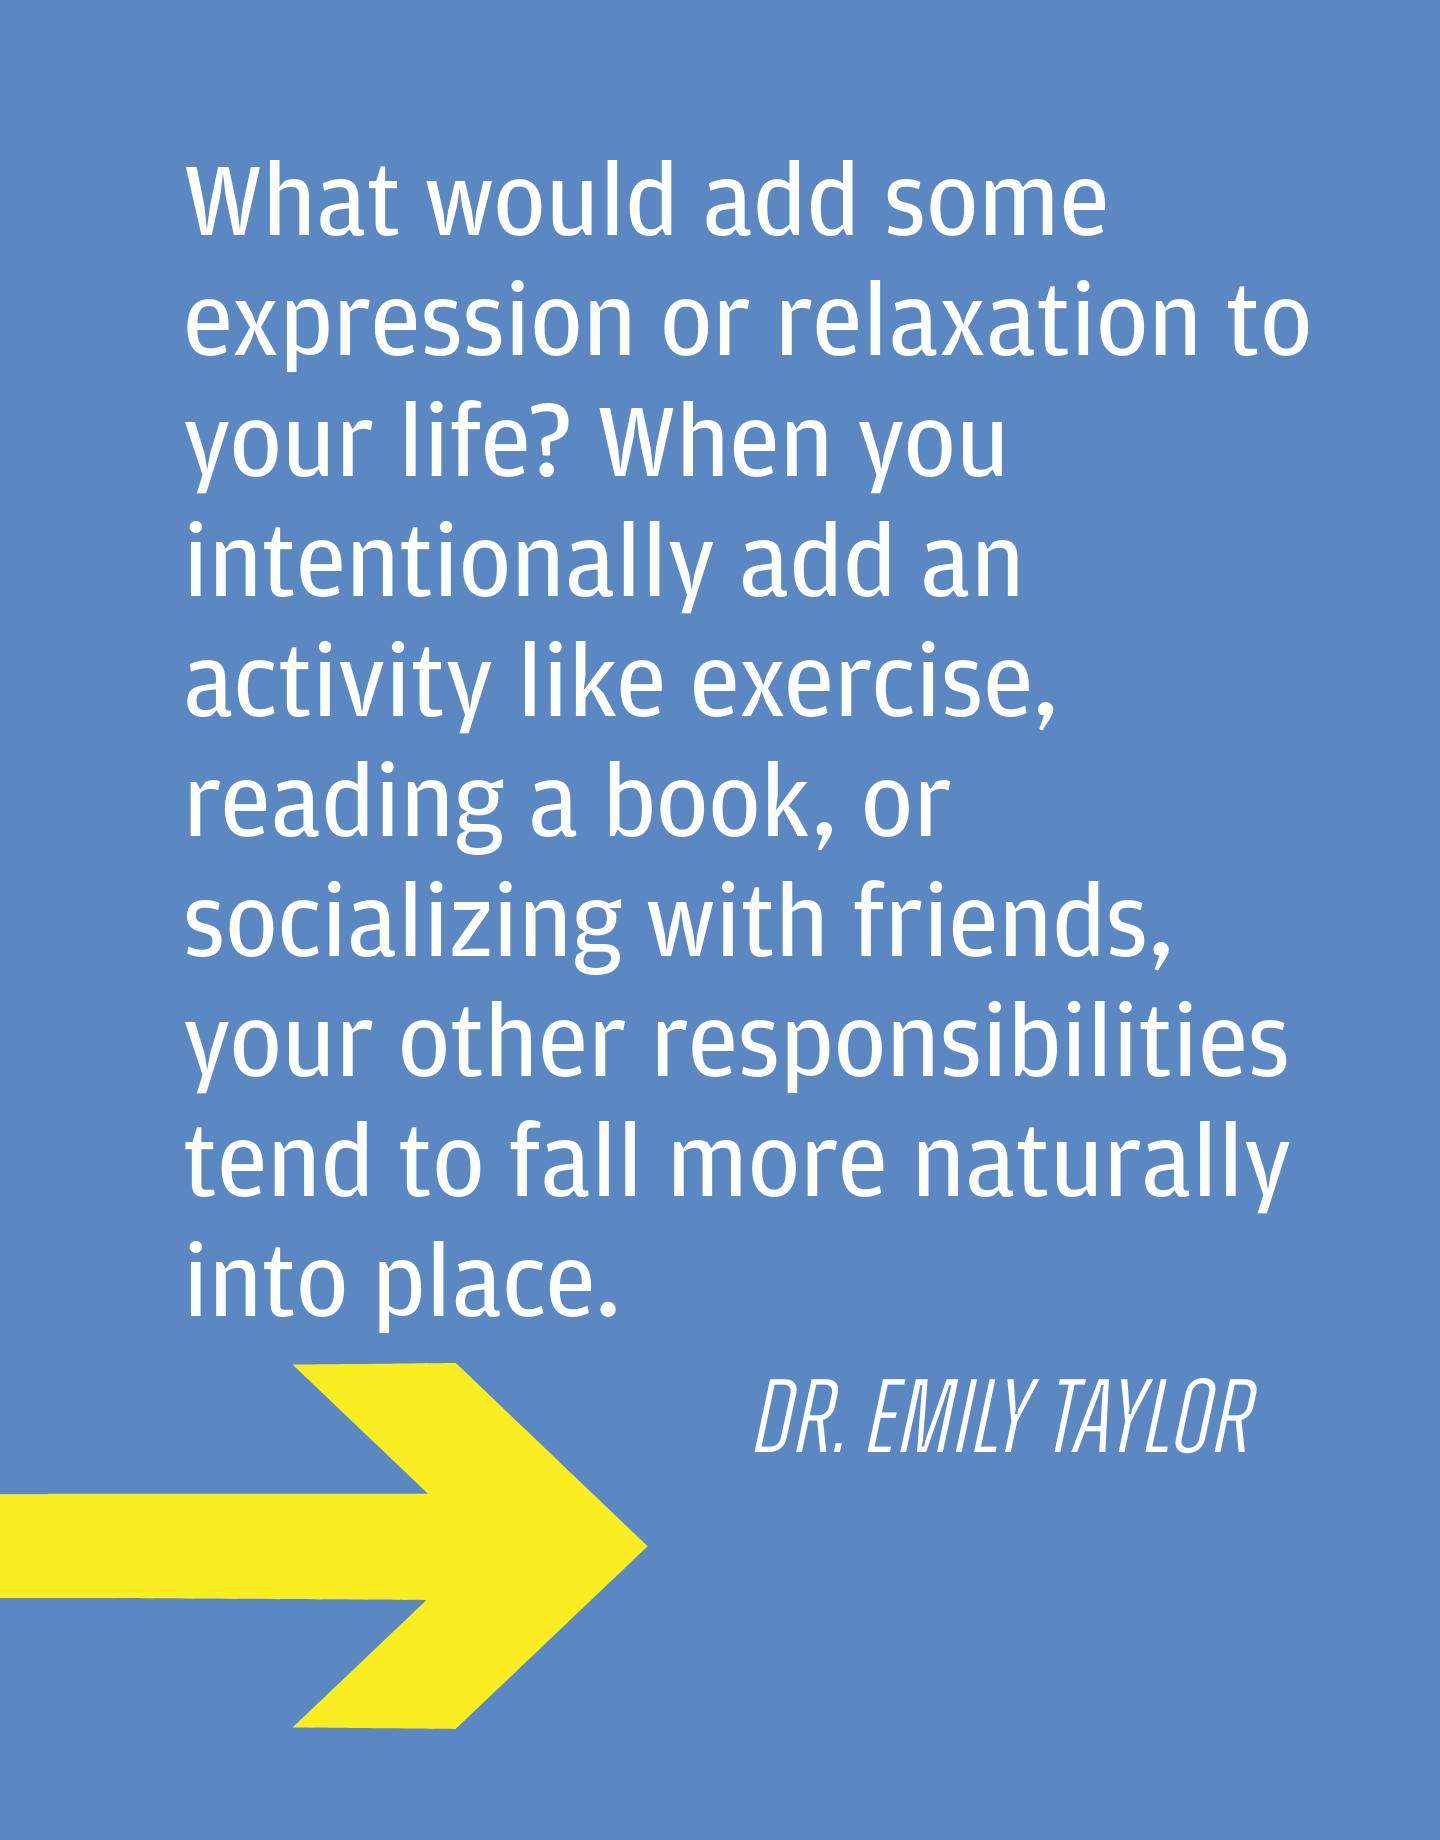 What would add some
expression or relaxation to
your life? When you
intentionally add an
activity like exercise,
reading a book, or
socializing with friends,
your other responsibilities
tend to fall more naturally
into place.
DR. EMILY TAYLOR